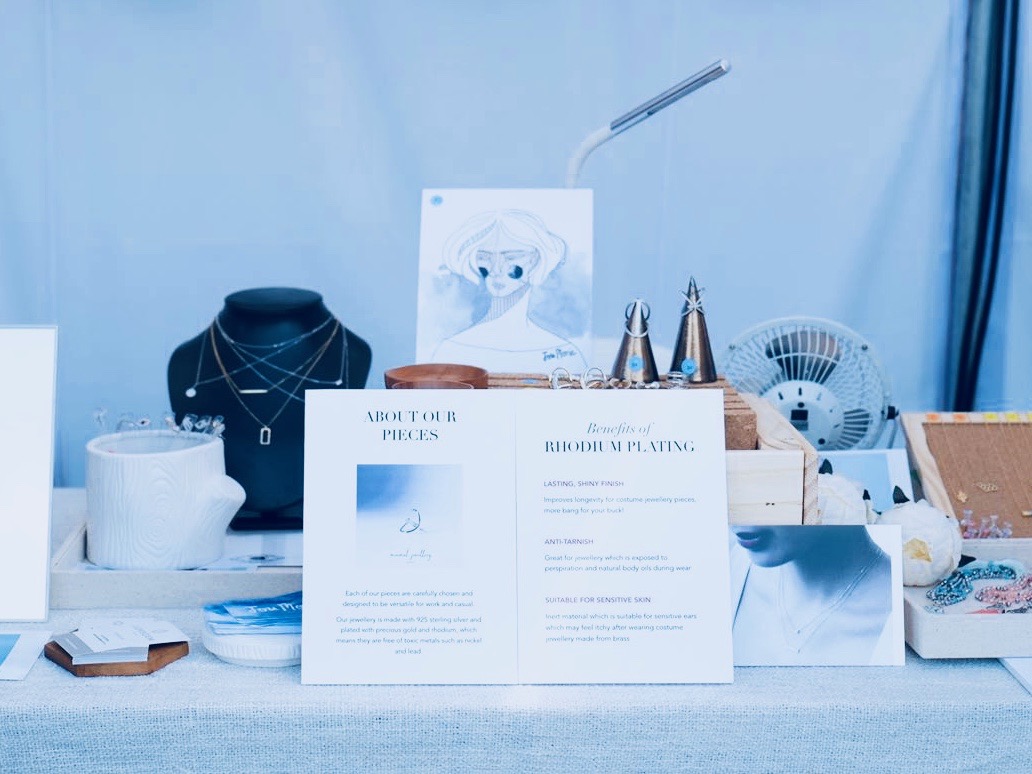 ABOUT OUR
PIECES
Each of our pieces are carefully chosen and
designed to be versatile for work and casual
Our jewellery is made with 925 sterling silver and
plated with precious gold and rhodium, which
means they are free of toxic metals such as nickel
and lead
Benefits of
RHODIUM PLATING
LASTING, SHINY FINISH
Improves longevity for costume jewellery pieces,
more bang for your buck!
ANTI-TARNISH
Great for jewellery which is exposed to
perspiration and natural body oils during wear
SUITABLE FOR SENSITIVE SKIN
Inert material which is suitable for sensitive ears
which may feel itchy after wearing costume
jewellery made from brass